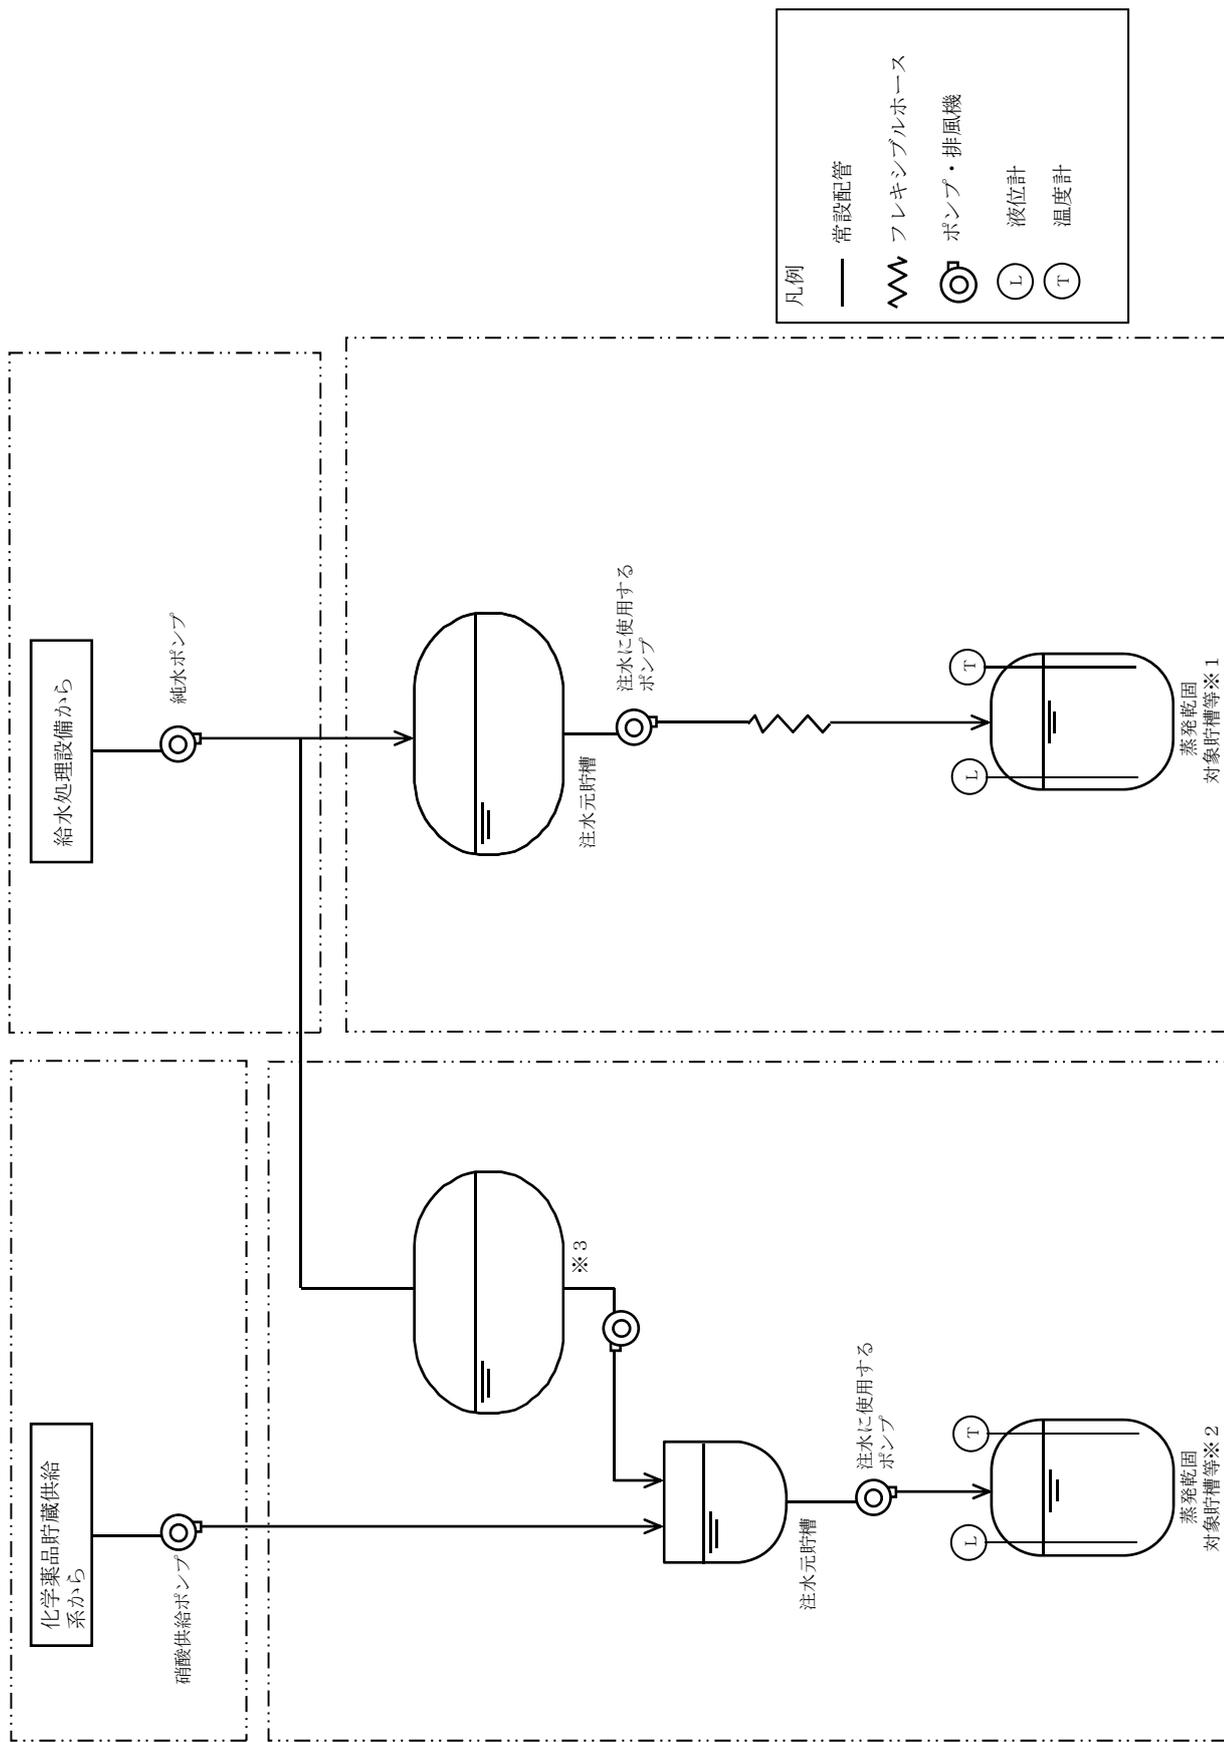 化学薬品貯蔵供給
系から
硝酸供給ポンプ
給水処理設備から
純水ポンプ
※3
注水元貯槽
注水に使用する
ポンプ
L
T
蒸発乾固
対象貯槽等※2
注水元貯槽
注水に使用する
ポンプ
L
T
蒸発乾固
対象貯槽等※1
凡例
常設配管
フレキシブルホース
ポンプ・排風機
L 液位計
T 温度計